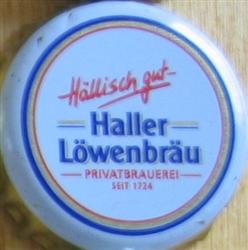 Hällisch gut
Haller
Löwenbräu
PRIVATBRAUEREI
SEIT 1724